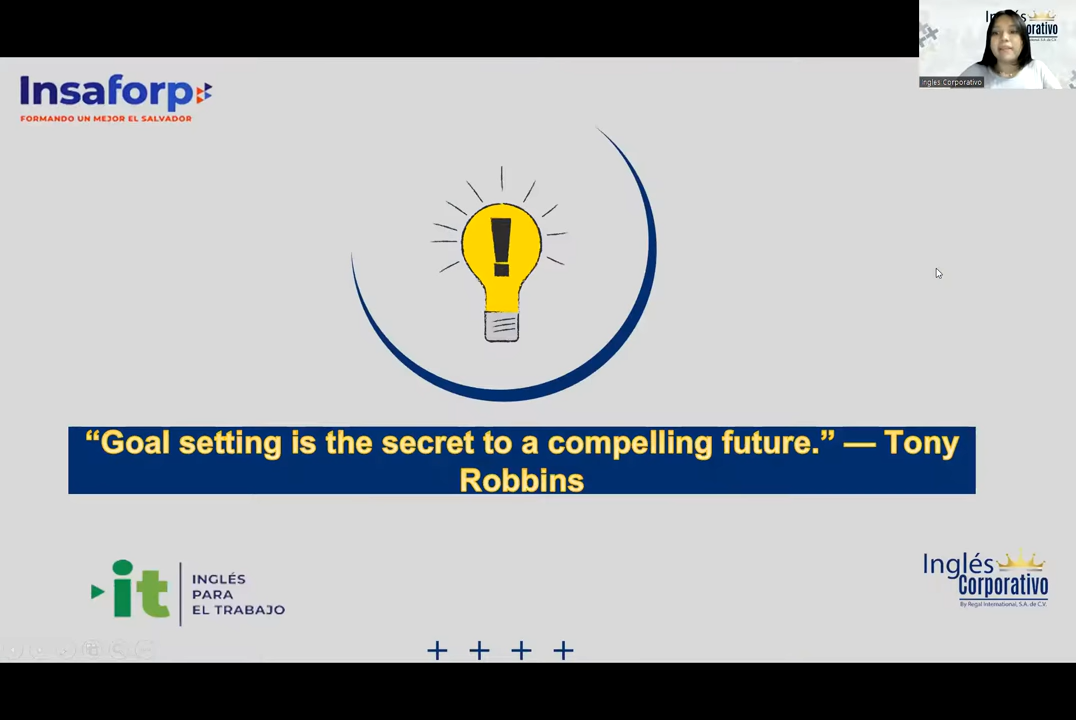 Insaforp
FORMANDO UN MEJOR EL SALVADOR
Inglés Corporativo
“Goal setting is the secret to a compelling future.” — Tony
Robbins
it
INGLÉS
PARA
EL TRABAJO
Inglés
Corporativo
By Regal International, S.A. de C.V.